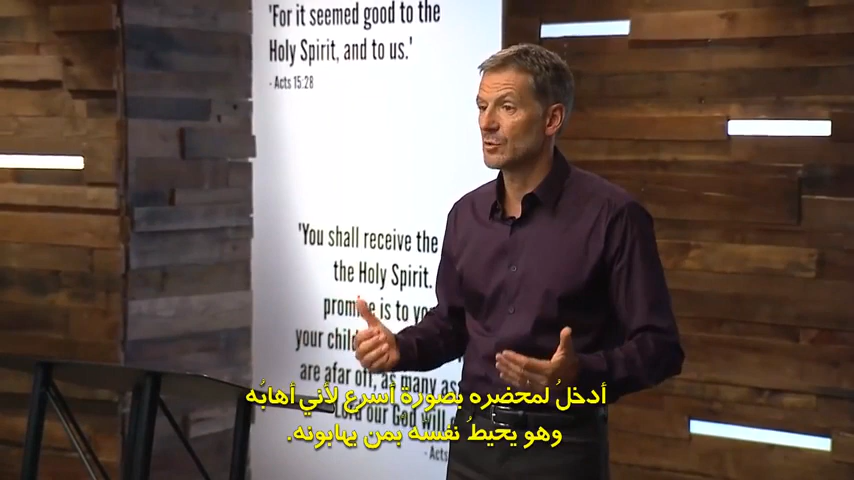 'For it seemed good to the
Holy Spirit, and to us.'
- Acts 15:28
'You shall receive the
the Holy Spirit.
promise is to
your
are afar off, as many as
Lord our God will
- Acts
أدخلُ لمحضره بصورة أسرع لأني أهابُه
وهو يحيطُ نفسه بمن يهابونه.